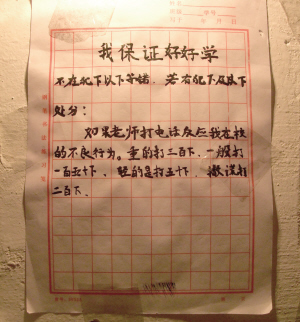 我保证好好学
不在犯下以下等错，若有犯下及以下
处分：
如果老师打电话反应我在校
的不良行为。重的打三百下，一般打
一百五十下，轻的是打五十下，撒谎打
二百下．